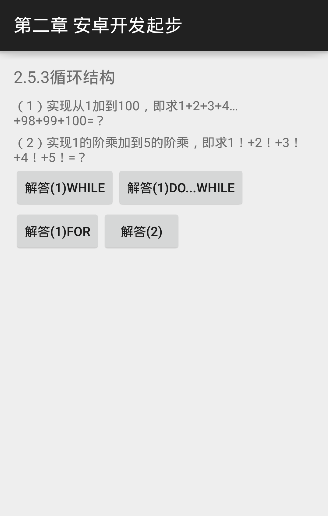 第二章 安卓开发起步
2.5.3循环结构
（1）实现从1加到100，即求1+2+3+4…
+98+99+100=？
（2）实现1的阶乘加到5的阶乘，即求1！+2！+3！
+4！+5！=？
解答(1)WHILE 解答(1)DO...WHILE
解答(1)FOR 解答(2)